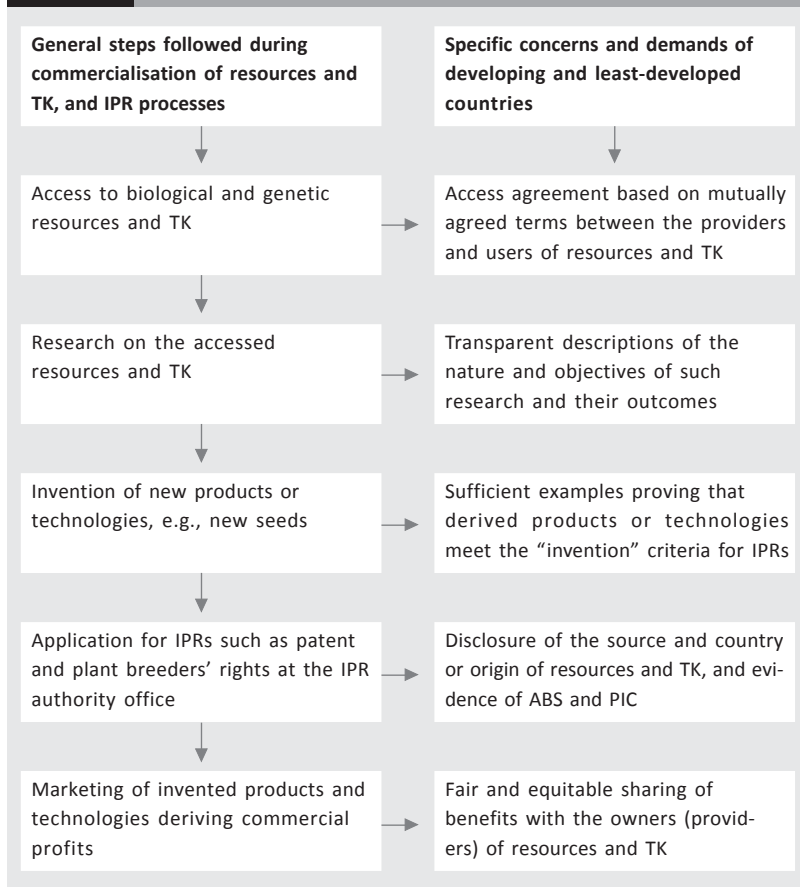 General steps followed during
commercialisation of resources and
TK, and IPR processes
Specific concerns and demands of
developing and least-developed
countries
Access to biological and genetic
resources and TK
Access agreement based on mutually
agreed terms between the providers
and users of resources and TK
Research on the accessed
resources and TK
Transparent descriptions of the
nature and objectives of such
research and their outcomes
Invention of new products or
technologies, e.g., new seeds
Sufficient examples proving that
derived products or technologies
meet the “invention” criteria for IPRs
Application for IPRs such as patent
and plant breeders’ rights at the IPR
authority office
Disclosure of the source and country
or origin of resources and TK, and evi-
dence of ABS and PIC
Marketing of invented products and
technologies deriving commercial
profits
Fair and equitable sharing of
benefits with the owners (provid-
ers) of resources and TK